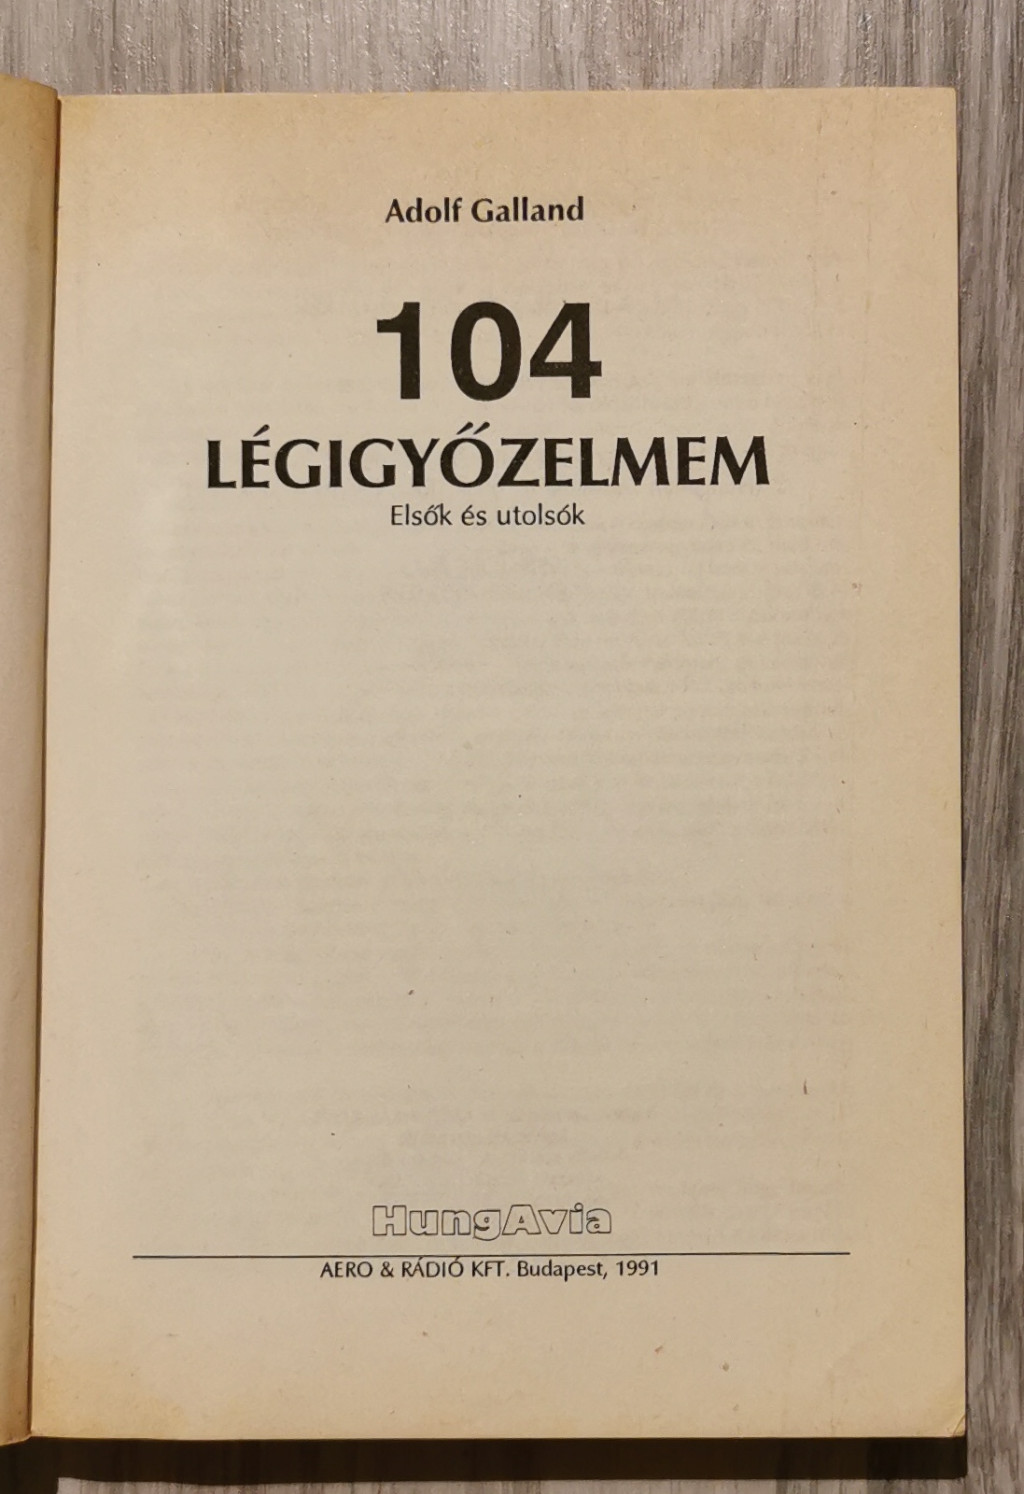 Adolf Galland
104
LÉGIGYŐZELMEM
Elsők és utolsók
HungAvia
AERO & RÁDIÓ KFT. Budapest, 1991